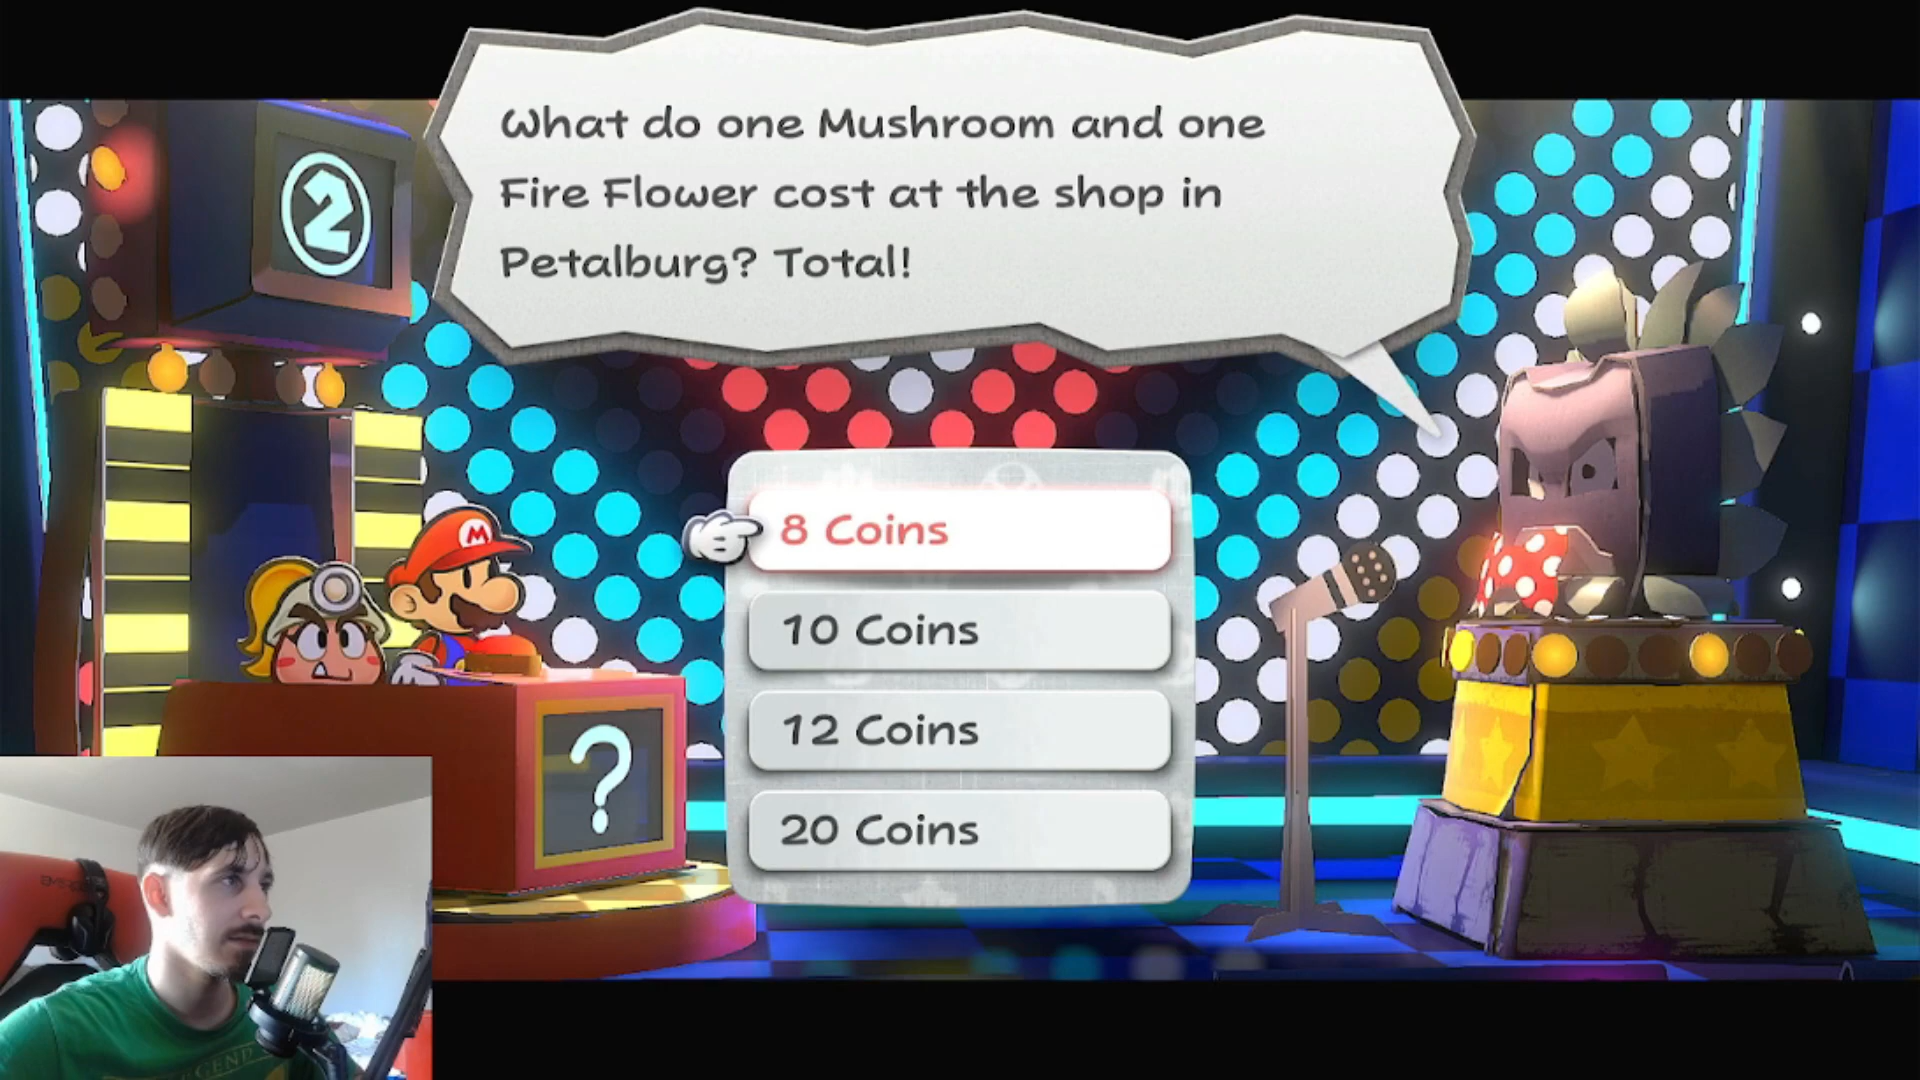 What do one Mushroom and one
Fire Flower cost at the shop in
Petalburg? Total!
2
8 Coins
10 Coins
12 Coins
20 Coins
M
?